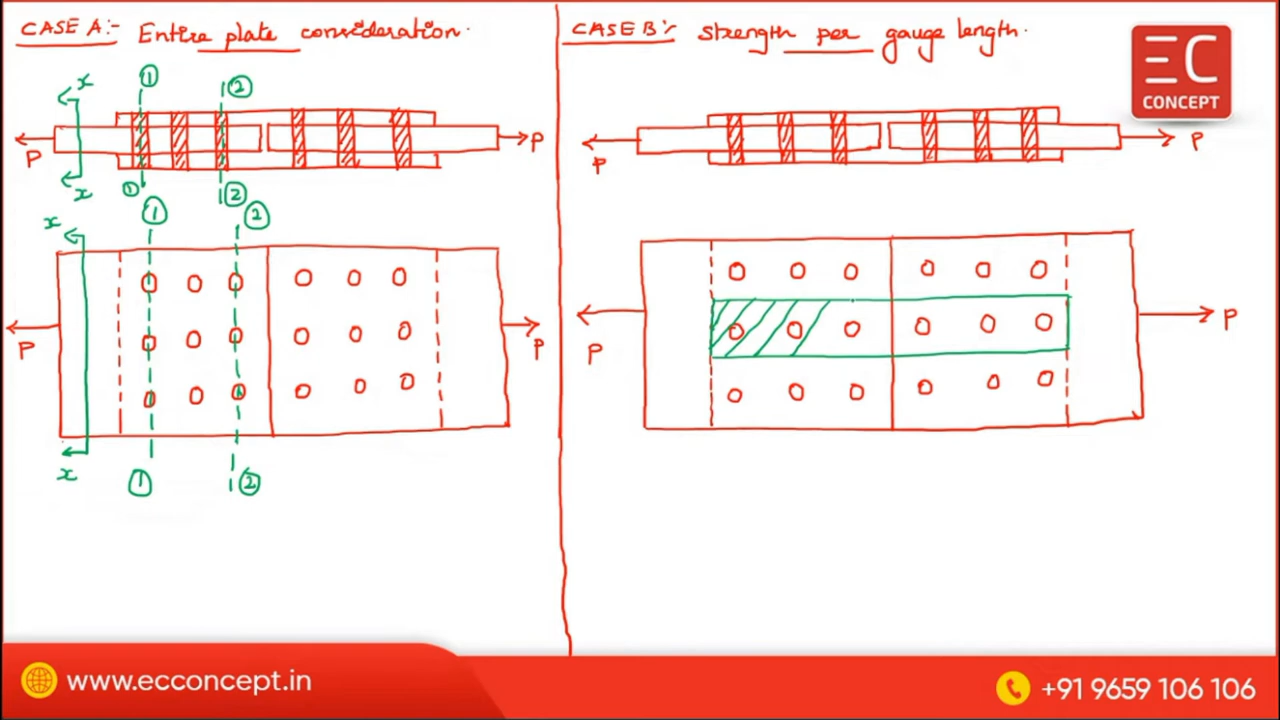 CASE A:- Entire plate consideration.
x ① ②
P P
x ① ②
x ① ②
P P
x ① ②
CASE B:- strength per gauge length.
P P
P P
EC
CONCEPT
www.ecconcept.in
+91 9659 106 106